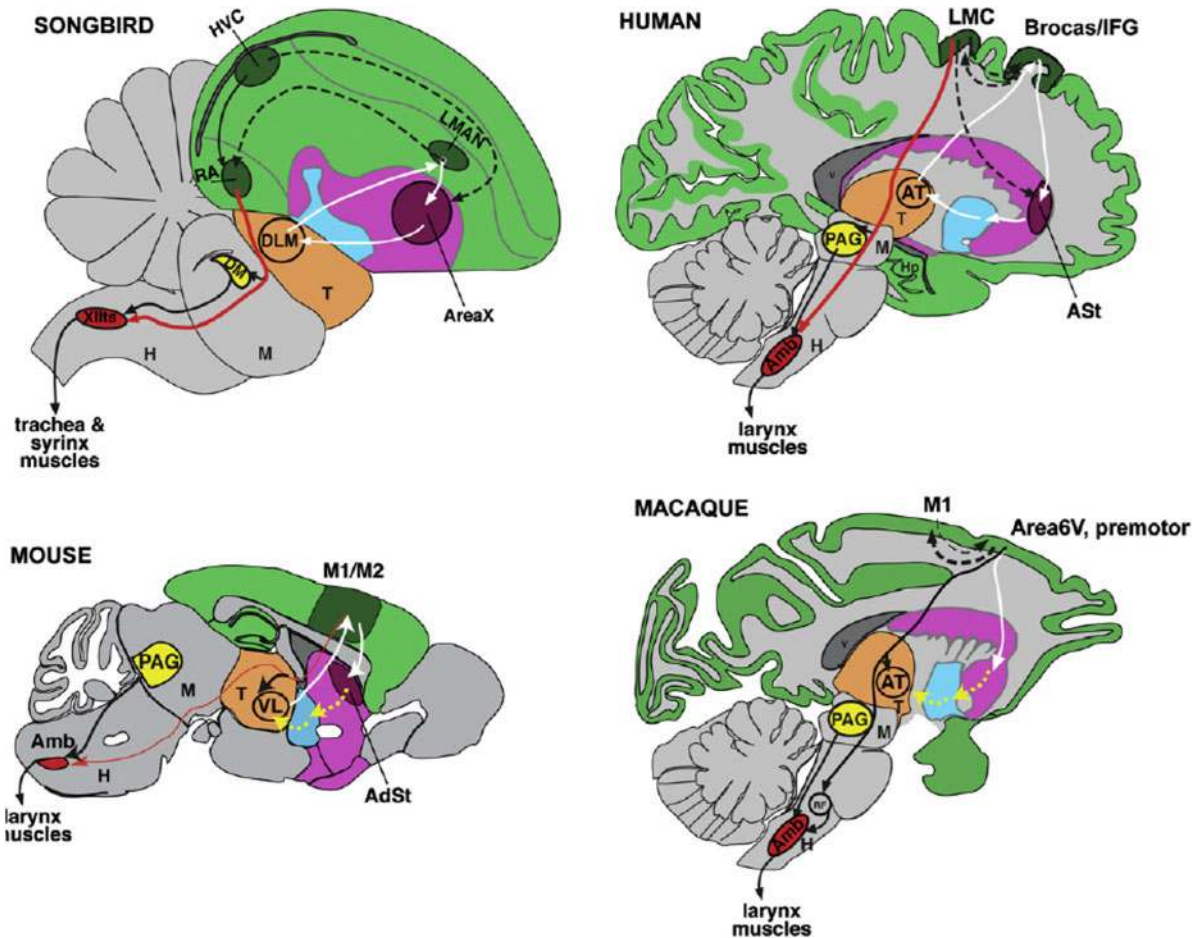 SONGBIRD
HVC
LMAN
RA
DLM
DM
T
XIIts
AreaX
H
M
trachea &
syrinx
muscles
HUMAN
LMC
Brocas/IFG
V
AT
T
PAG
M
Hp
ASt
Amb
H
larynx
muscles
MOUSE
M1/M2
PAG
M
T
VL
Amb
H
AdSt
larynx
muscles
MACAQUE
M1
Area6V, premotor
V
AT
T
PAG
M
RF
Amb
H
larynx
muscles